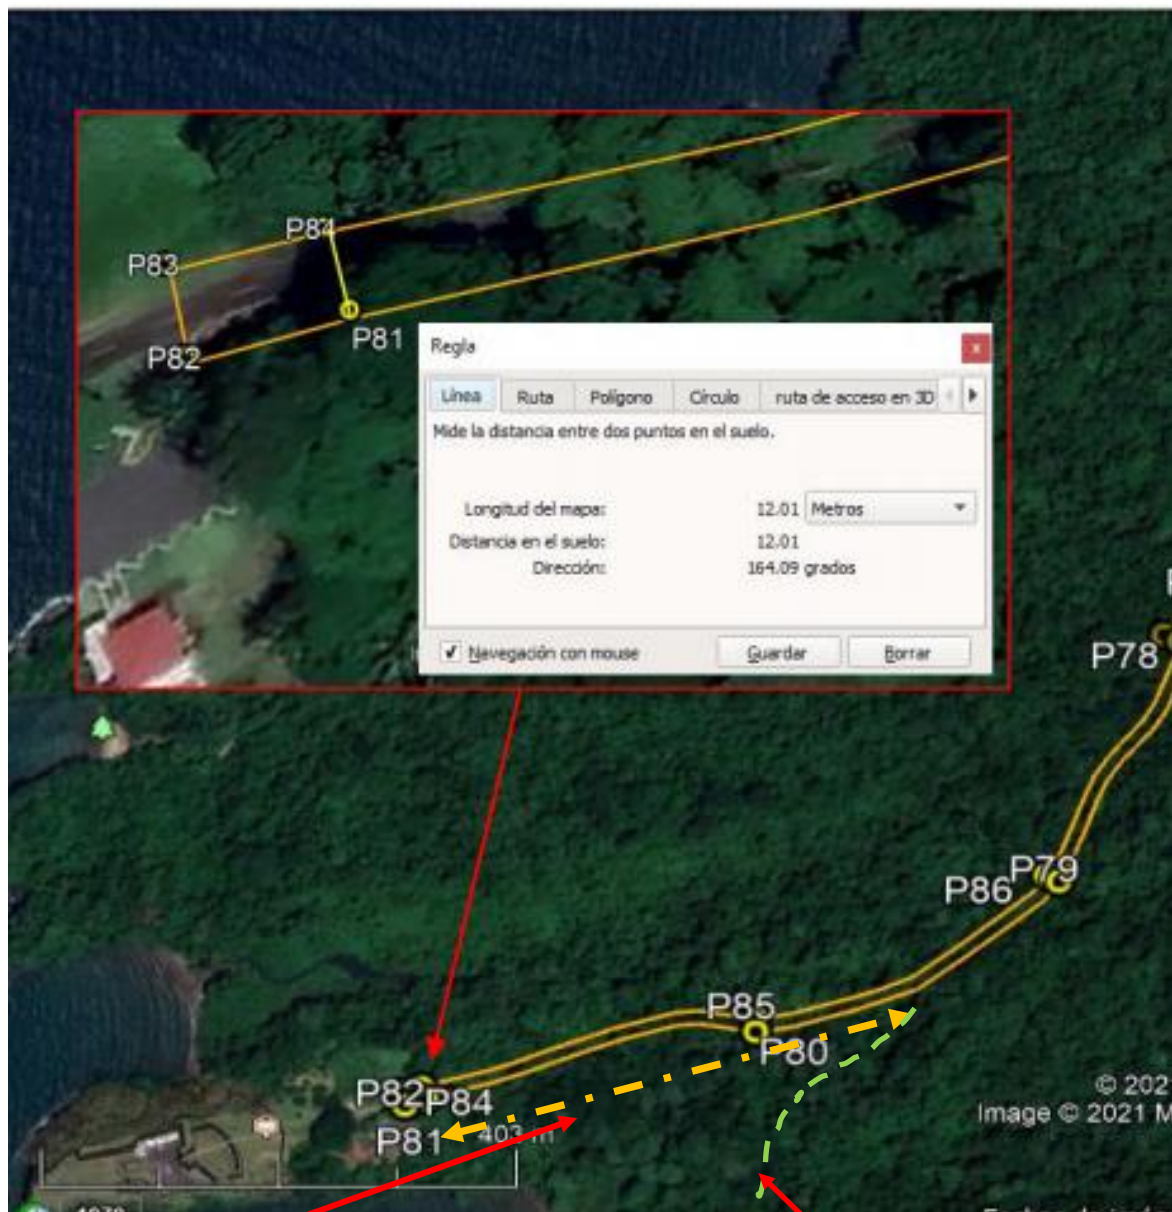 P84
P83
P81
P82
Regla
x
Línea Ruta Polígono Círculo ruta de acceso en 3D
Mide la distancia entre dos puntos en el suelo.
Longitud del mapa: 12.01 Metros
Distancia en el suelo: 12.01
Dirección: 164.09 grados
Navegación con mouse Guardar Borrar
P78
P79
P86
P85
P80
P82
P84
P81
403 m
© 202
Image © 2021 M